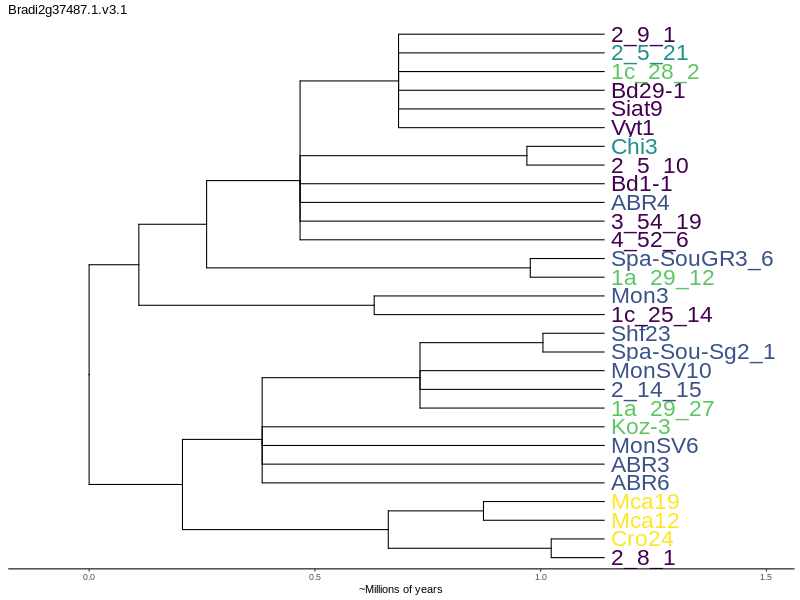 Bradi2g37487.1.v3.1
2_9_1
2_5_21
1c_28_2
Bd29-1
Siat9
Vyt1
Chi3
2_5_10
Bd1-1
ABR4
3_54_19
4_52_6
Spa-SouGR3_6
1a_29_12
Mon3
1c_25_14
Shf23
Spa-Sou-Sg2_1
MonSV10
2_14_15
1a_29_27
Koz-3
MonSV6
ABR3
ABR6
Mca19
Mca12
Cro24
2_8_1
0.0 0.5 1.0 1.5
~Millions of years